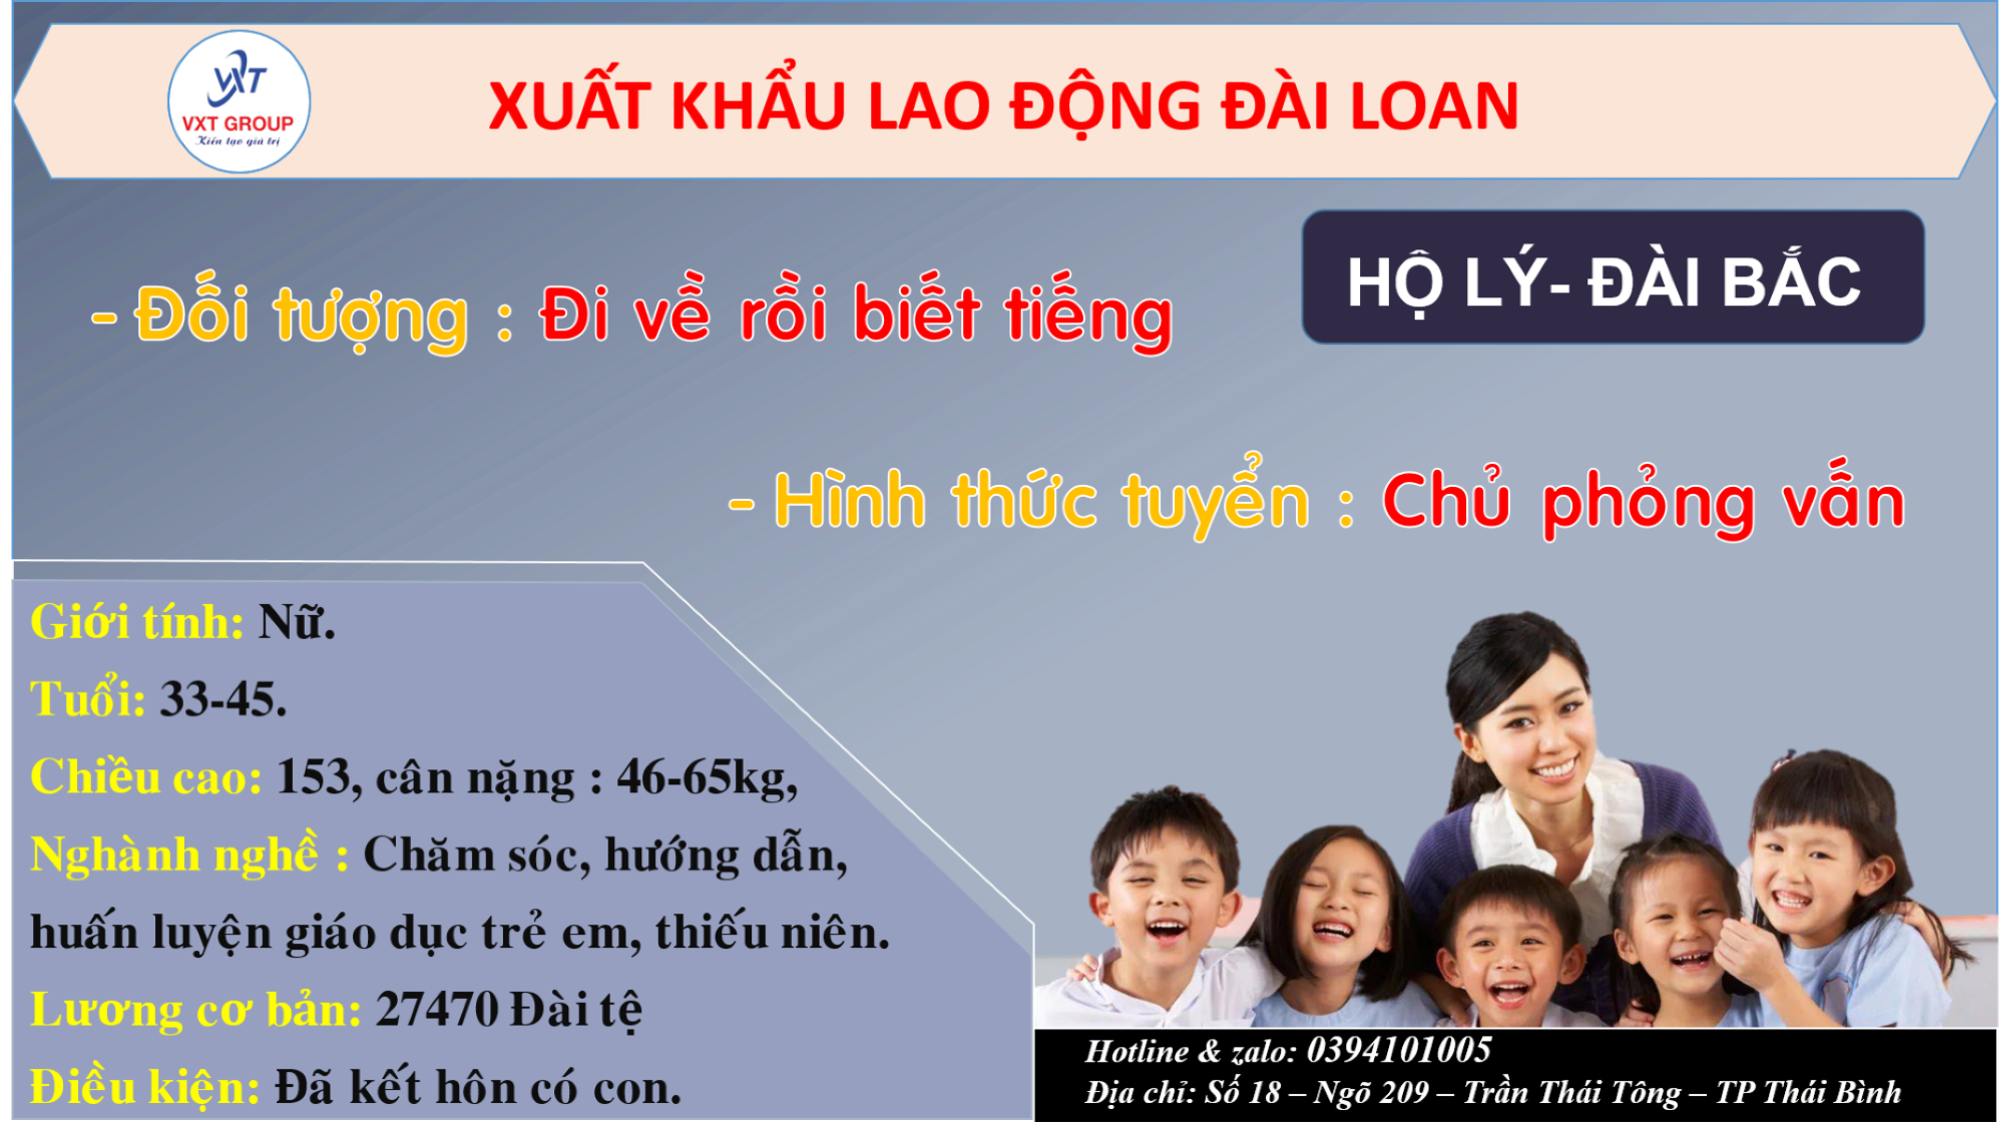 VXT
VXT GROUP
Kiến tạo giá trị
XUẤT KHẨU LAO ĐỘNG ĐÀI LOAN
HỘ LÝ- ĐÀI BẮC
- Đối tượng : Đi về rồi biết tiếng
- Hình thức tuyển : Chủ phỏng vấn
Giới tính: Nữ.
Tuổi: 33-45.
Chiều cao: 153, cân nặng : 46-65kg,
Nghành nghề : Chăm sóc, hướng dẫn,
huấn luyện giáo dục trẻ em, thiếu niên.
Lương cơ bản: 27470 Đài tệ
Điều kiện: Đã kết hôn có con.
Hotline & zalo: 0394101005
Địa chỉ: Số 18 – Ngõ 209 – Trần Thái Tông – TP Thái Bình